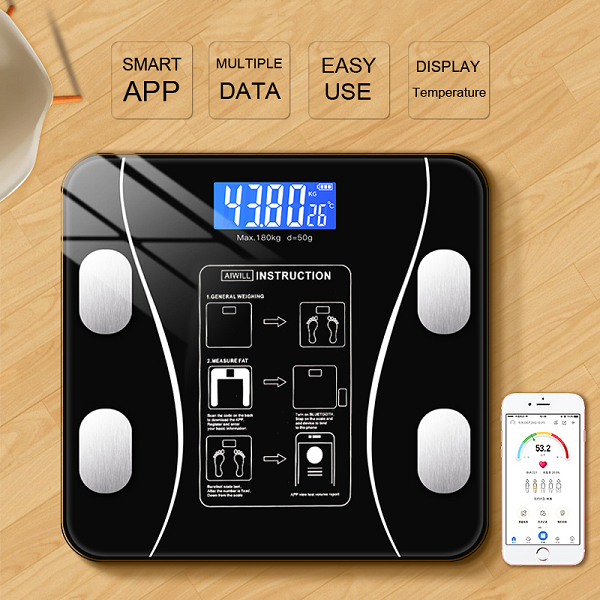 SMART
APP
MULTIPLE
DATA
EASY
USE
DISPLAY
Temperature
43.80 KG 26°C
Max.180kg d=50g
AIWILL INSTRUCTION
1.GENERAL WEIGHING
2.MEASURE FAT
Scan the code on the back
to download the APP.
Register and enter
your basic information
Turn on BLUETOOTH.
Step on the scale and
add device to bind
to the phone
Barefoot scale test.
After the number is fixed,
Down from the scale
APP view test volume report
53.2